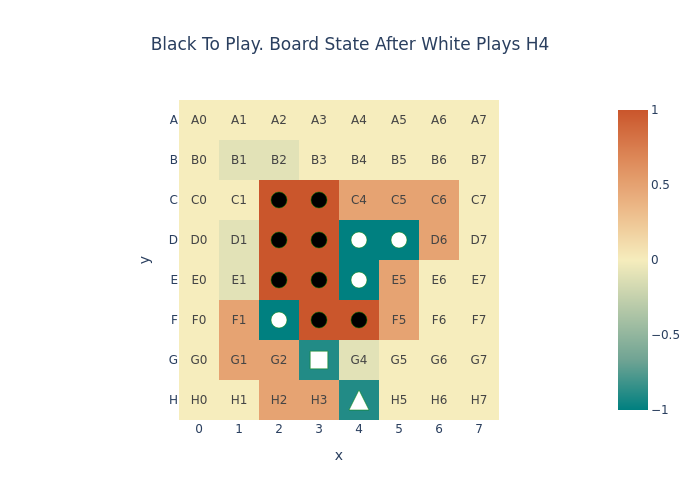 Black To Play. Board State After White Plays H4
A A0 A1 A2 A3 A4 A5 A6 A7
B B0 B1 B2 B3 B4 B5 B6 B7
C C0 C1 C4 C5 C6 C7
D D0 D1 D6 D7
E E0 E1 E5 E6 E7
F F0 F1 F5 F6 F7
G G0 G1 G2 G4 G5 G6 G7
H H0 H1 H2 H3 H5 H6 H7
0 1 2 3 4 5 6 7
x
y
1
0.5
0
−0.5
−1